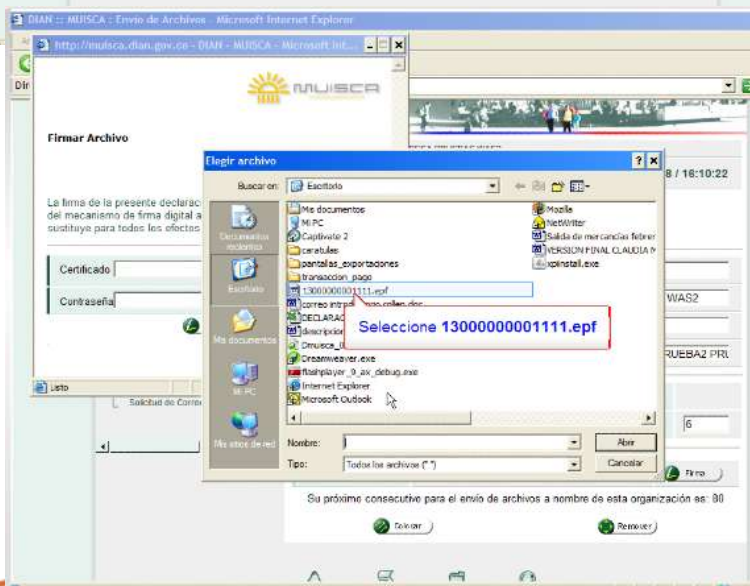 DIAN :: MUISCA : Envio de Archivos - Microsoft Internet Explorer
http://muisca.dian.gov.co - DIAN - MUISCA - Microsoft Int...
Dir
MUISCA
Firmar Archivo
8 / 16:10:22
La firma de la presente declarac
del mecanismo de firma digital a
sustituye para todos los efectos
Certificado
Contraseña
Listo
Solicitud de Correc
Elegir archivo
Buscar en:
Escritorio
Documentos recientes
Escritorio
Mis documentos
MI PC
Mis sitios de red
Mis documentos
MI PC
Captivate 2
caratulas
pantallas_exportaciones
transaccion_pago
13000000001111.epf
DECLARAC
descripcion
Dreamweaver.exe
flashplayer_9_ax_debug.exe
Internet Explorer
Microsoft Outlook
Mozilla
NetWriter
Salida de mercancias febrer
VERSION FINAL CLAUDIA M
xpinstall.exe
Seleccione 13000000001111.epf
Nombre:
Abrir
Tipo:
Todos los archivos (*.*)
Cancelar
WAS2
RUEBA2 PRU
6
Firma
Su próximo consecutivo para el envío de archivos a nombre de esta organización es: 80
Colocar
Remover